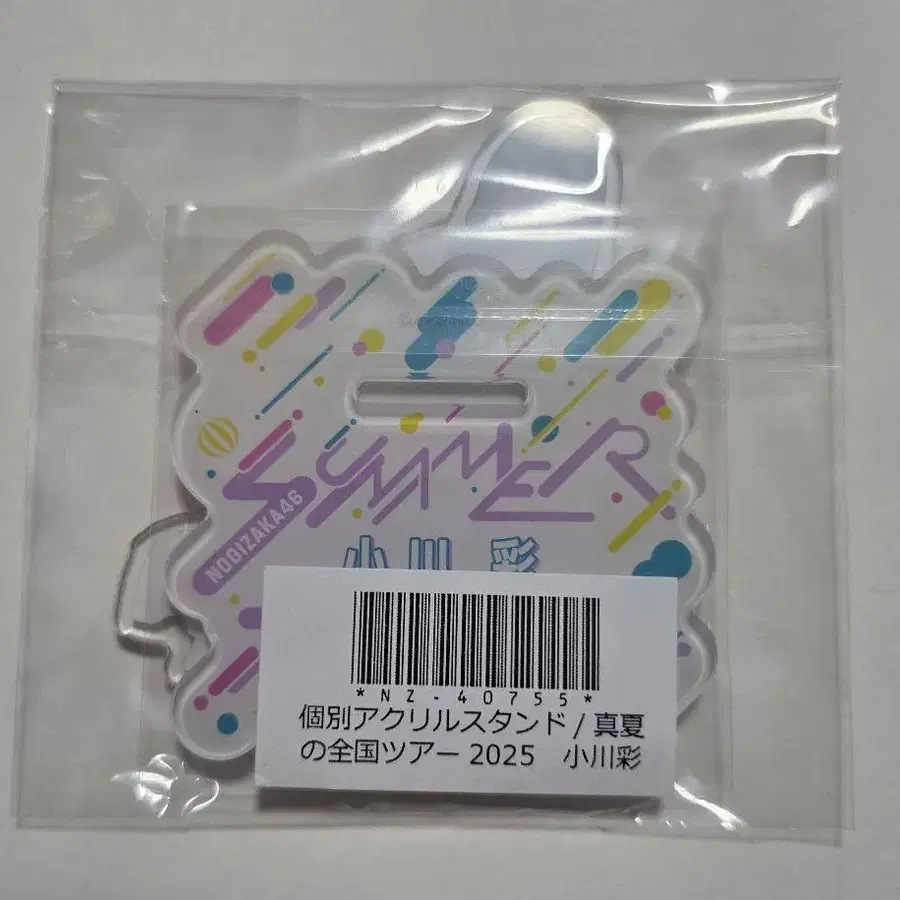 SUMMER
NOGIZAKA46
小川 彩
*NZ-40755*
個別アクリルスタンド / 真夏
の全国ツアー 2025　小川彩